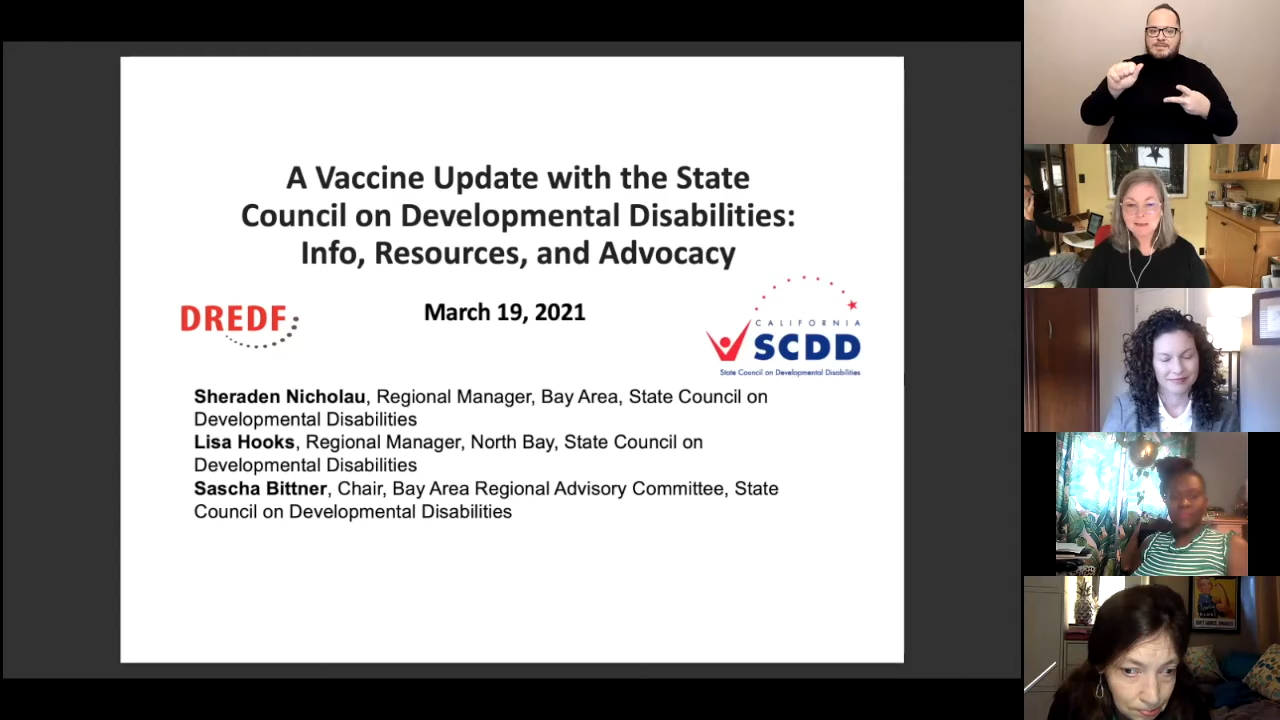 A Vaccine Update with the State
Council on Developmental Disabilities:
Info, Resources, and Advocacy
March 19, 2021
DREDF
CALIFORNIA
SCDD
State Council on Developmental Disabilities
Sheraden Nicholau, Regional Manager, Bay Area, State Council on
Developmental Disabilities
Lisa Hooks, Regional Manager, North Bay, State Council on
Developmental Disabilities
Sascha Bittner, Chair, Bay Area Regional Advisory Committee, State
Council on Developmental Disabilities